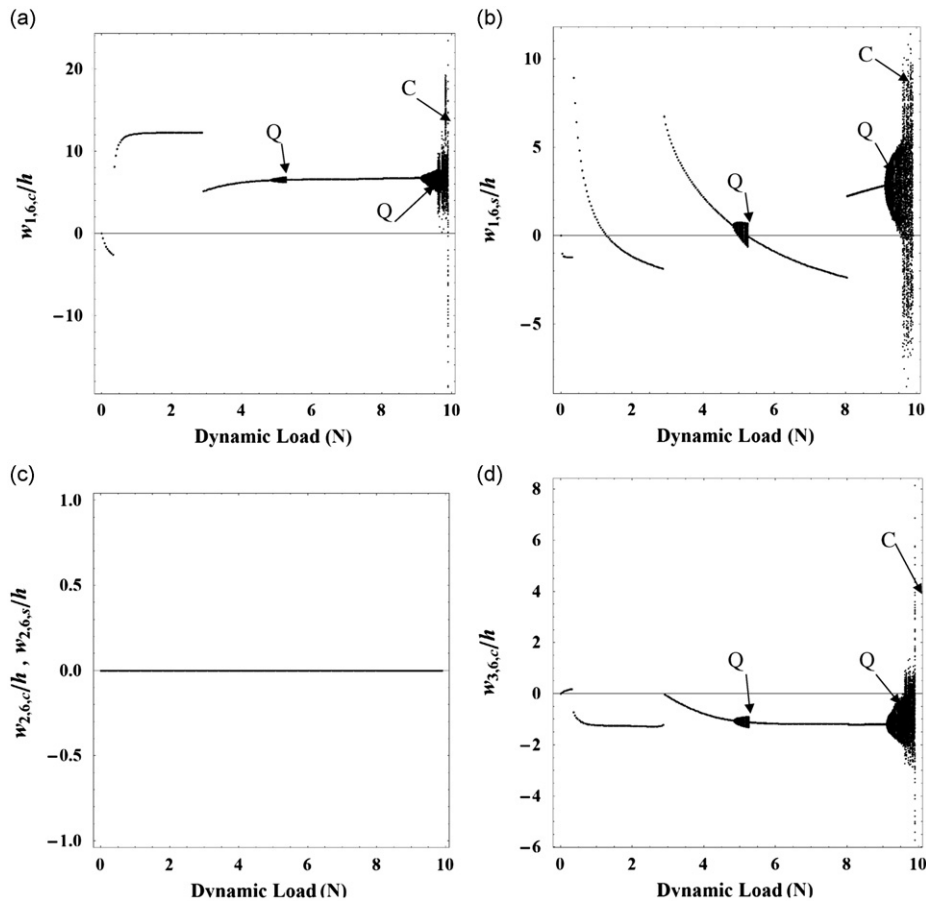 (a)
20
10
0
−10
w1,6,c/h
C
Q
Q
0 2 4 6 8 10
Dynamic Load (N)
(b)
10
5
0
−5
w1,6,s/h
C
Q
Q
0 2 4 6 8 10
Dynamic Load (N)
(c)
1.0
0.5
0.0
−0.5
−1.0
w2,6,c/h , w2,6,s/h
0 2 4 6 8 10
Dynamic Load (N)
(d)
8
6
4
2
0
−2
−4
−6
w3,6,c/h
C
Q
Q
0 2 4 6 8 10
Dynamic Load (N)